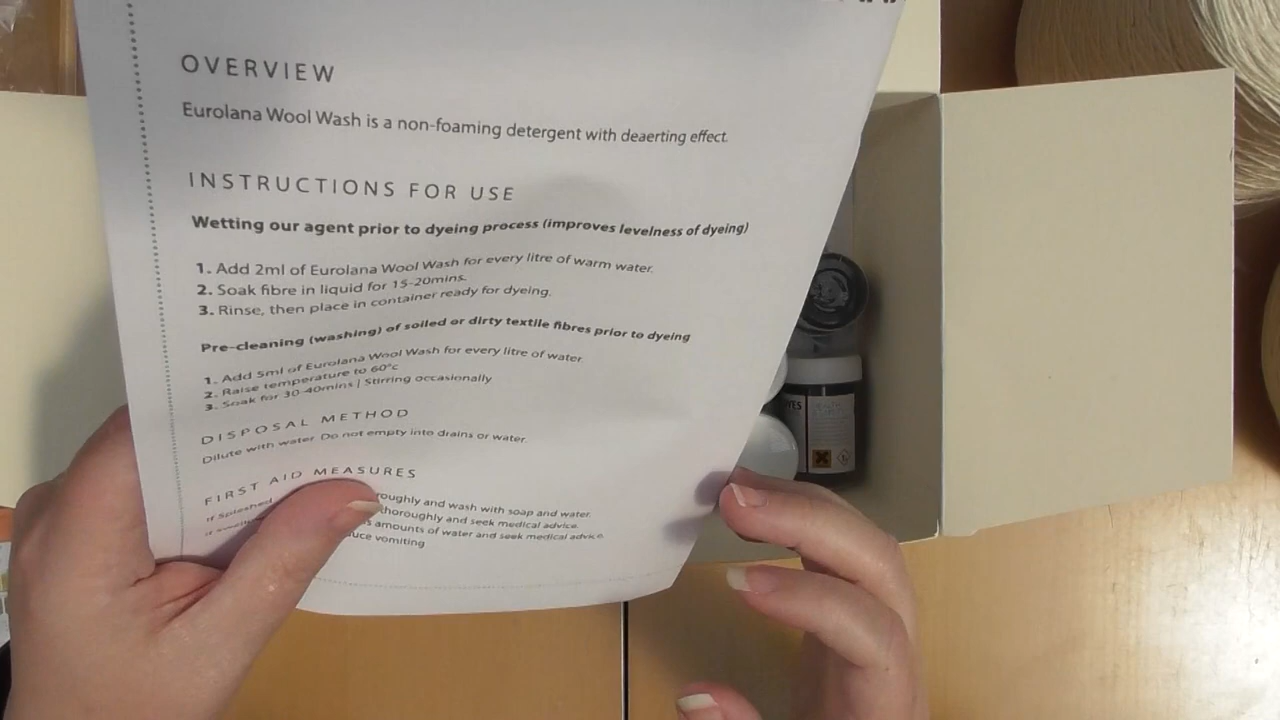 OVERVIEW
Eurolana Wool Wash is a non-foaming detergent with deaerting effect.
INSTRUCTIONS FOR USE
Wetting our agent prior to dyeing process (improves levelness of dyeing)
1. Add 2ml of Eurolana Wool Wash for every litre of warm water.
2. Soak fibre in liquid for 15-20mins.
3. Rinse, then place in container ready for dyeing.
Pre-cleaning (washing) of soiled or dirty textile fibres prior to dyeing
1. Add 5ml of Eurolana Wool Wash for every litre of water.
2. Raise temperature to 60°c
3. Soak for 30-40mins | Stirring occasionally
DISPOSAL METHOD
Dilute with water. Do not empty into drains or water.
FIRST AID MEASURES
If Splashed roughly and wash with soap and water.
If thoroughly and seek medical advice.
amounts of water and seek medical advice.
vomiting